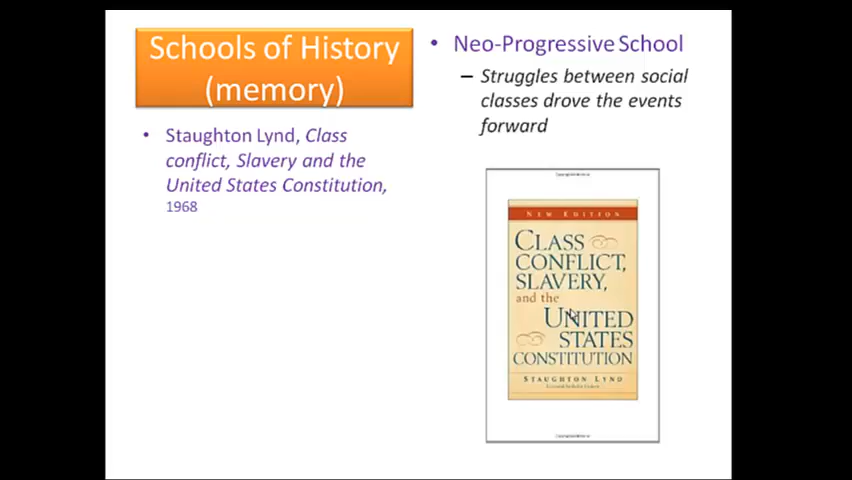 Schools of History
(memory)
• Staughton Lynd, Class
conflict, Slavery and the
United States Constitution,
1968
• Neo-Progressive School
– Struggles between social
classes drove the events
forward
NEW EDITION
CLASS
CONFLICT,
SLAVERY,
and the
UNITED
STATES
CONSTITUTION
STAUGHTON LYND